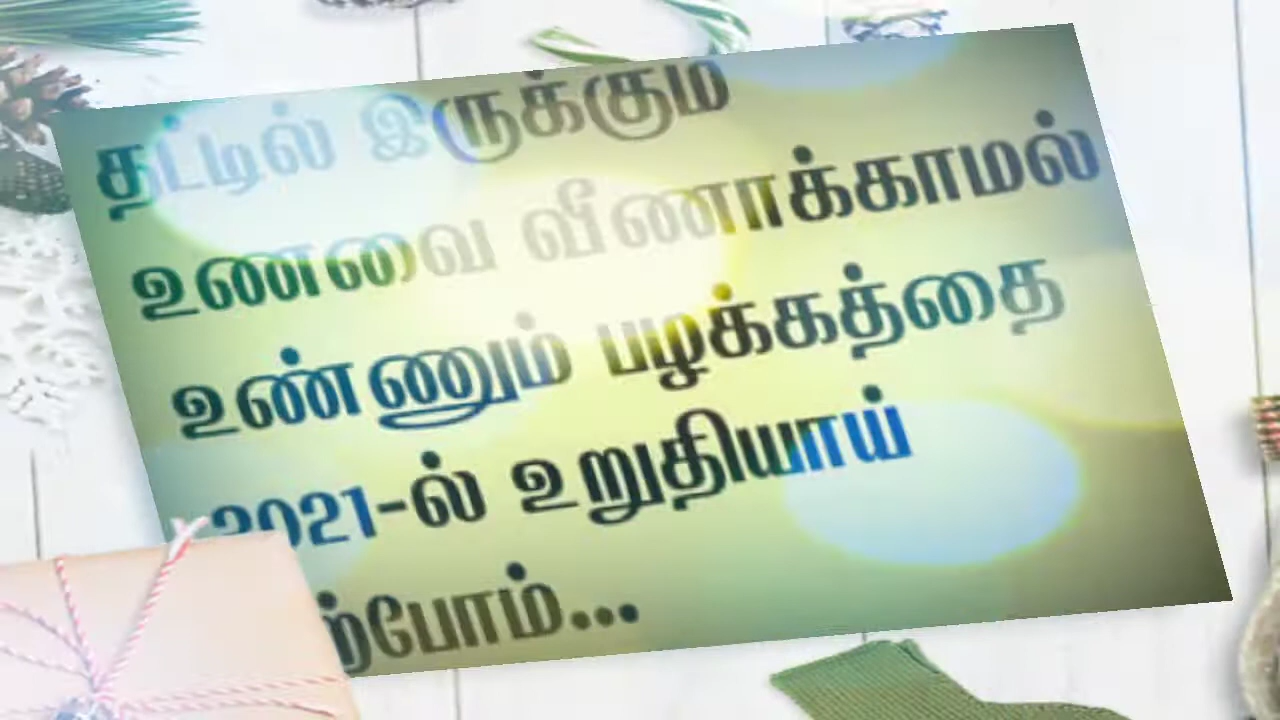 தட்டில் இருக்கும்
உணவை வீணாக்காமல்
உண்ணும் பழக்கத்தை
2021-ல் உறுதியாய்